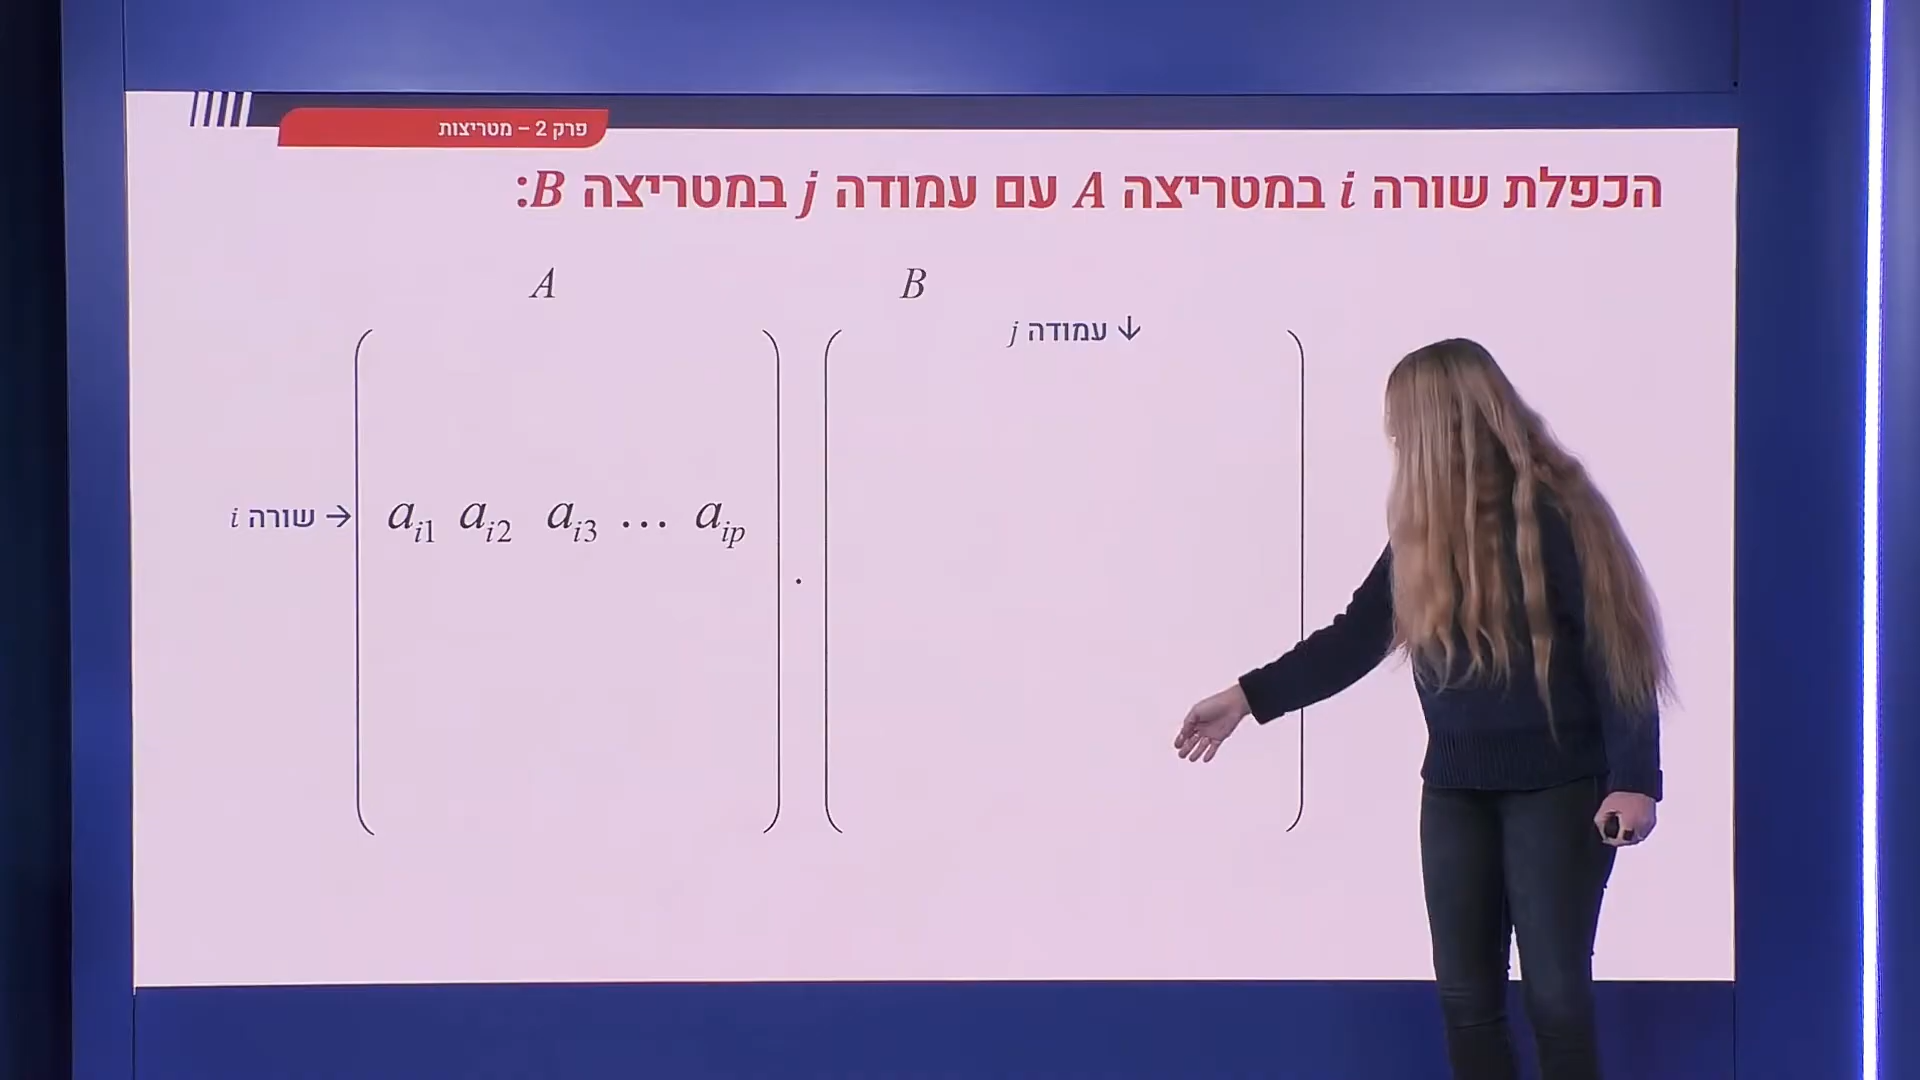 פרק 2 – מטריצות
הכפלת שורה i במטריצה A עם עמודה j במטריצה B:
A B
עמודה j ↓
שורה i → a_{i1} a_{i2} a_{i3} … a_{ip} ·